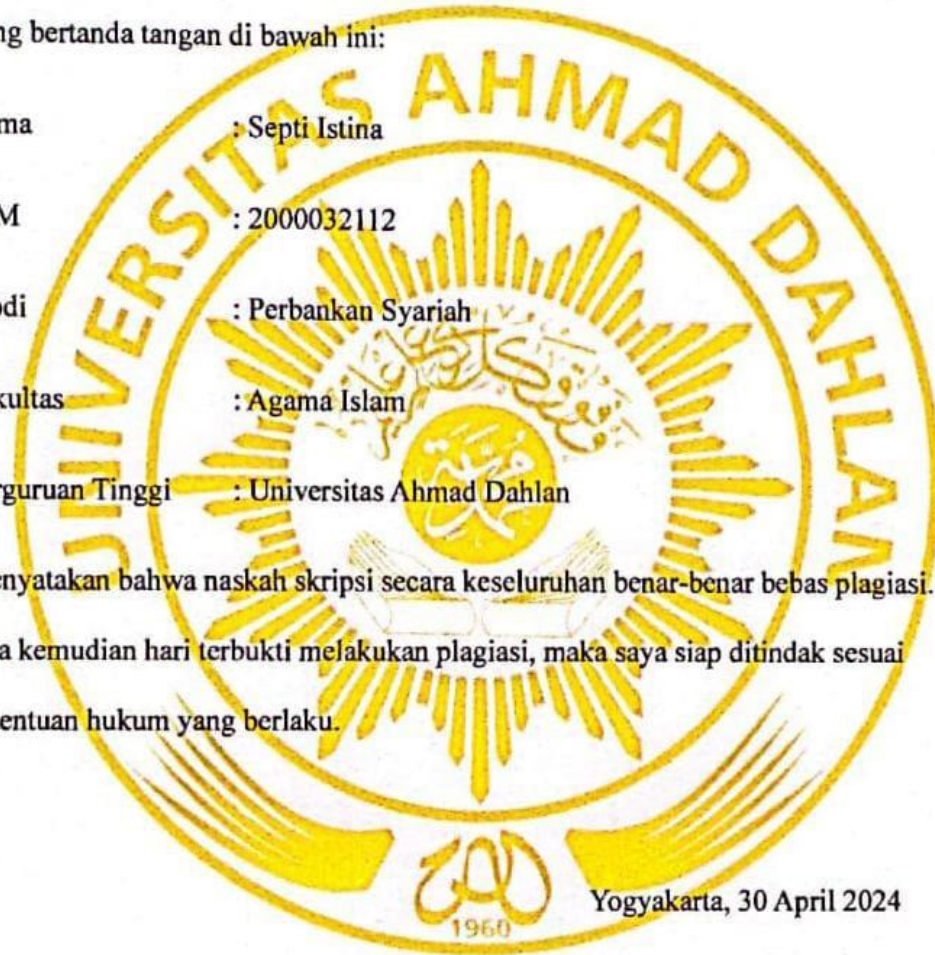 ng bertanda tangan di bawah ini:
ma : Septi Istina
M : 2000032112
odi : Perbankan Syariah
kultas : Agama Islam
rguruan Tinggi : Universitas Ahmad Dahlan
enyatakan bahwa naskah skripsi secara keseluruhan benar-benar bebas plagiasi.
a kemudian hari terbukti melakukan plagiasi, maka saya siap ditindak sesuai
entuan hukum yang berlaku.
Yogyakarta, 30 April 2024
UNIVERSITAS AHMAD DAHLAN
1960